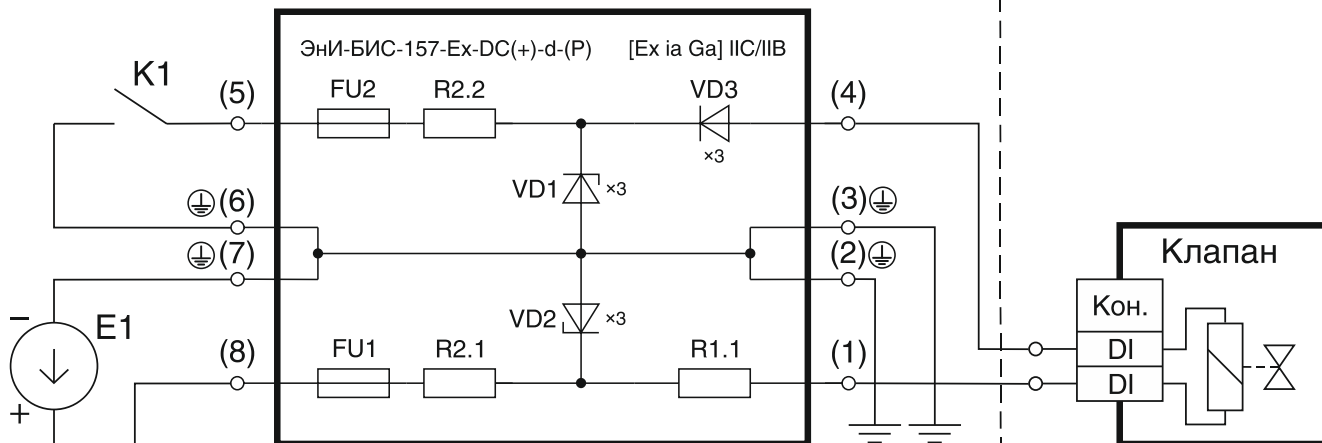 ЭнИ-БИС-157-Ex-DC(+)-d-(Р) [Ex ia Ga] IIC/IIB
K1 (5) FU2 R2.2 VD3 (4)
×3
VD1 ×3
(6) (3)
(7) (2)
Клапан
Кон.
− E1
VD2 ×3
(8) FU1 R2.1 R1.1 (1) DI
DI
+